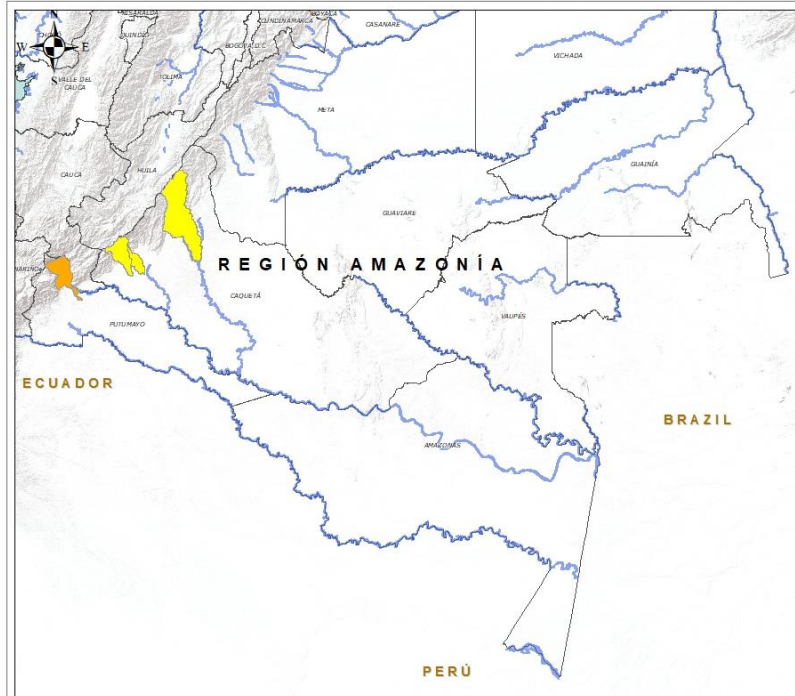 RISARALDA
BOYACÁ
CASANARE
CUNDINAMARCA
QUINDÍO
BOGOTÁ, D.C.
W
E
S
VALLE DEL
CAUCA
TOLIMA
VICHADA
META
CAUCA
HUILA
GUAINÍA
GUAVIARE
NARIÑO
REGIÓN AMAZONÍA
CAQUETÁ
PUTUMAYO
VAUPÉS
ECUADOR
BRAZIL
AMAZONAS
PERÚ